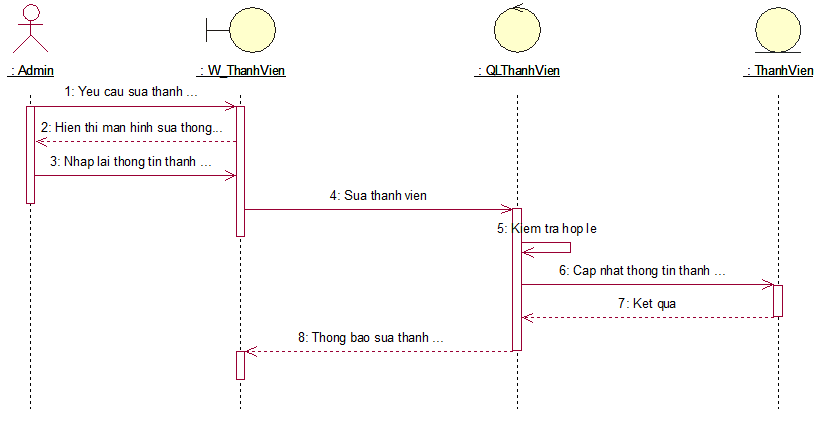 : Admin
: W_ThanhVien
: QLThanhVien
: ThanhVien
1: Yeu cau sua thanh ...
2: Hien thi man hinh sua thong...
3: Nhap lai thong tin thanh ...
4: Sua thanh vien
5: Kiem tra hop le
6: Cap nhat thong tin thanh ...
7: Ket qua
8: Thong bao sua thanh ...